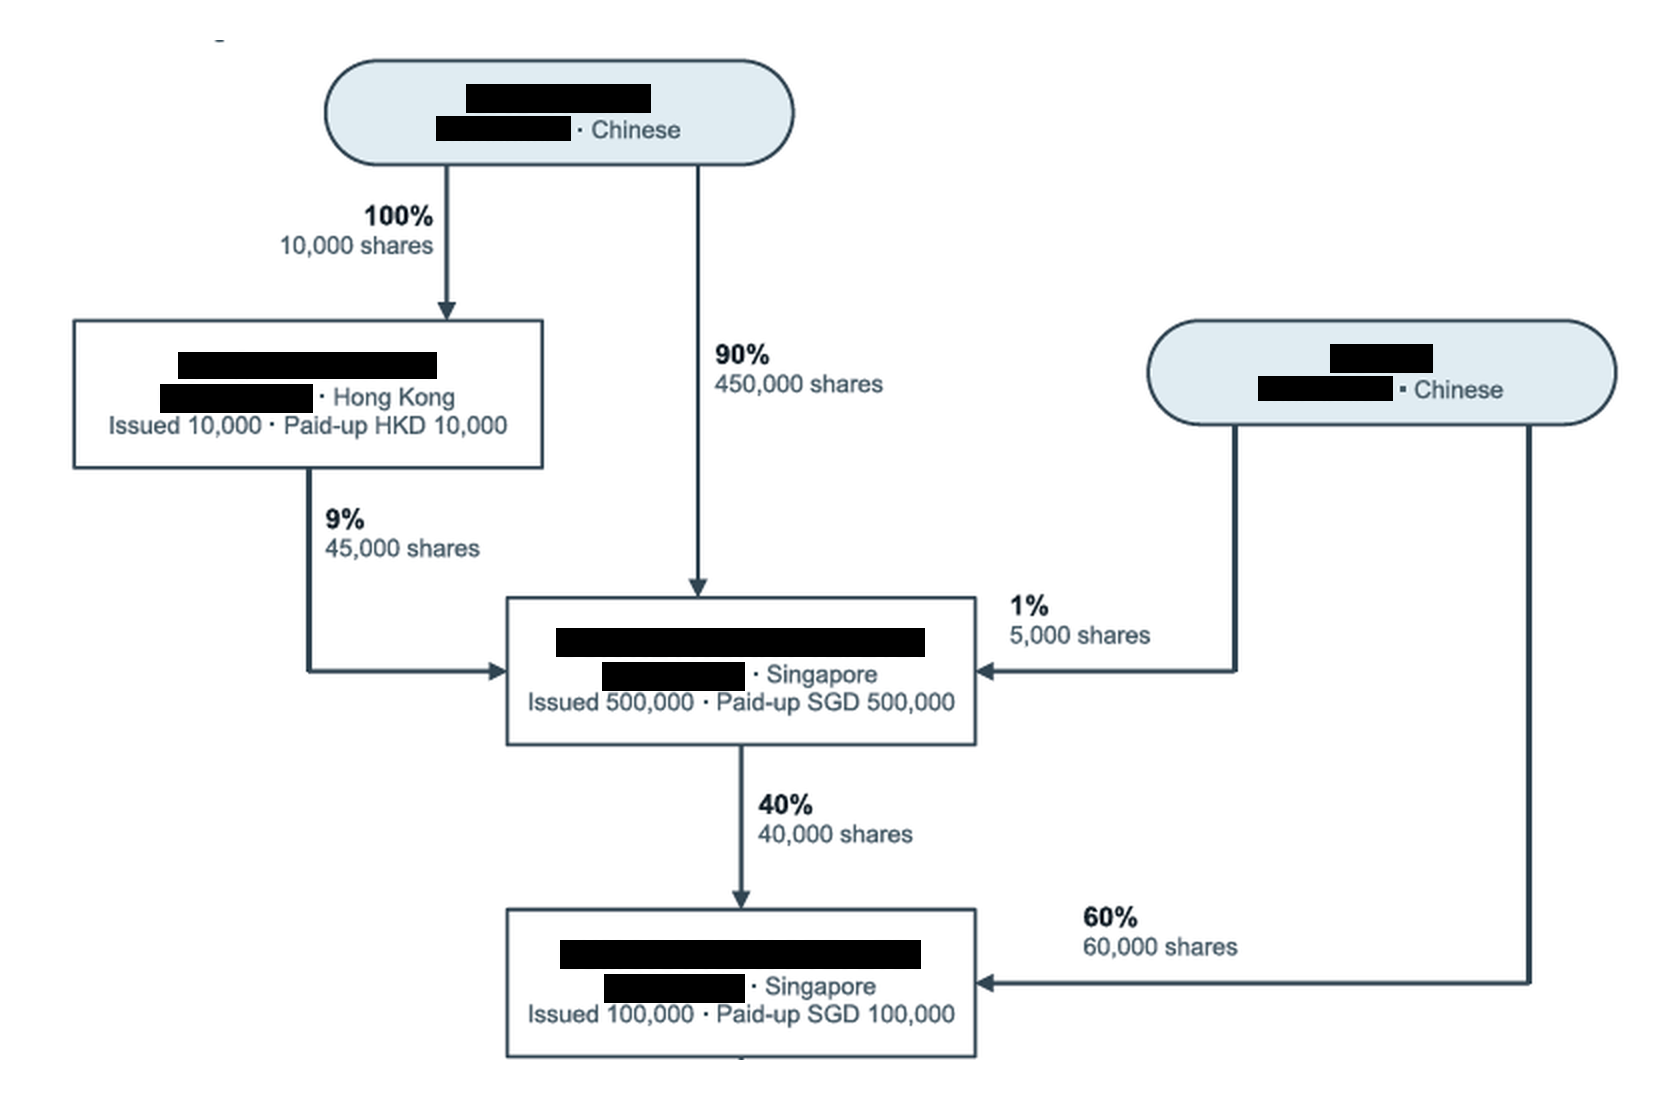 · Chinese
100%
10,000 shares
90%
450,000 shares
· Hong Kong
Issued 10,000 · Paid-up HKD 10,000
▪ Chinese
9%
45,000 shares
1%
5,000 shares
· Singapore
Issued 500,000 · Paid-up SGD 500,000
40%
40,000 shares
60%
60,000 shares
· Singapore
Issued 100,000 · Paid-up SGD 100,000